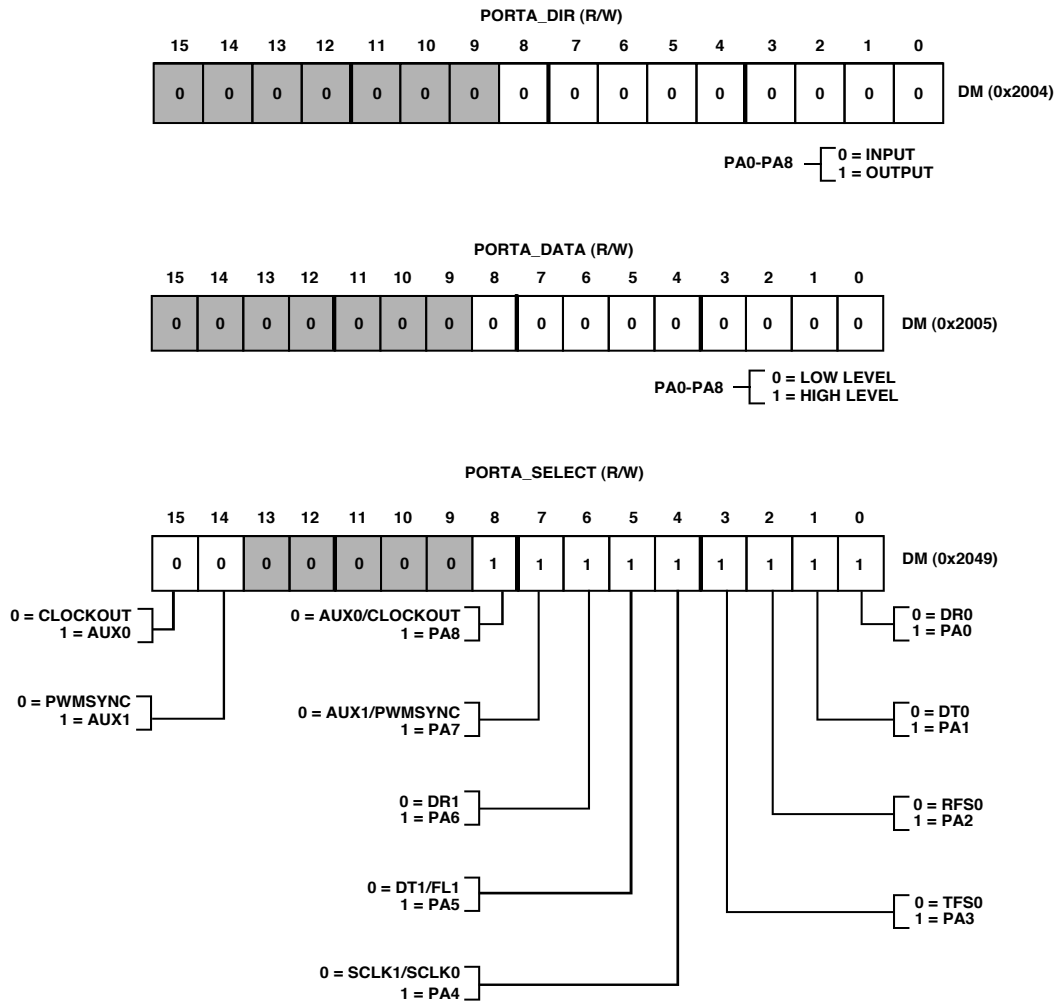 PORTA_DIR (R/W)
15 14 13 12 11 10 9 8 7 6 5 4 3 2 1 0
0 0 0 0 0 0 0 0 0 0 0 0 0 0 0 0 DM (0x2004)
PA0-PA8 0 = INPUT
1 = OUTPUT
PORTA_DATA (R/W)
15 14 13 12 11 10 9 8 7 6 5 4 3 2 1 0
0 0 0 0 0 0 0 0 0 0 0 0 0 0 0 0 DM (0x2005)
PA0-PA8 0 = LOW LEVEL
1 = HIGH LEVEL
PORTA_SELECT (R/W)
15 14 13 12 11 10 9 8 7 6 5 4 3 2 1 0
0 0 0 0 0 0 0 1 1 1 1 1 1 1 1 1 DM (0x2049)
0 = CLOCKOUT
1 = AUX0
0 = AUX0/CLOCKOUT
1 = PA8
0 = DR0
1 = PA0
0 = PWMSYNC
1 = AUX1
0 = AUX1/PWMSYNC
1 = PA7
0 = DT0
1 = PA1
0 = DR1
1 = PA6
0 = RFS0
1 = PA2
0 = DT1/FL1
1 = PA5
0 = TFS0
1 = PA3
0 = SCLK1/SCLK0
1 = PA4